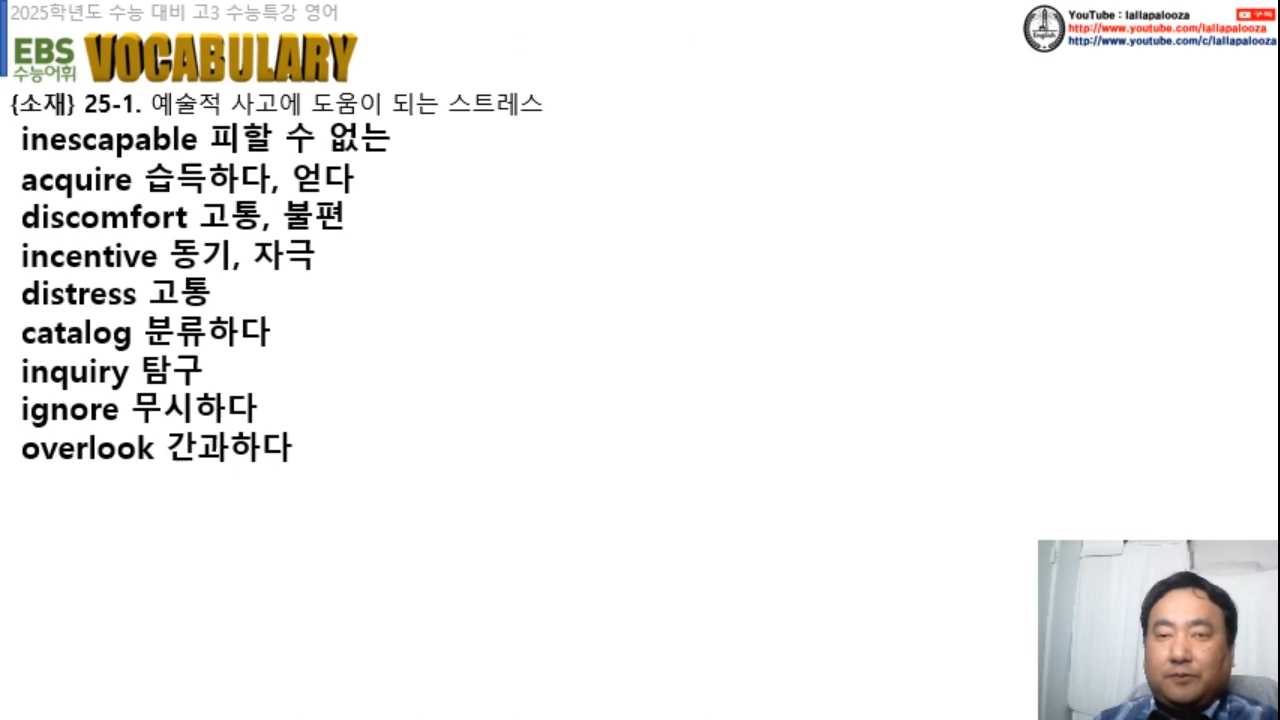 2025학년도 수능 대비 고3 수능특강 영어
YouTube : lallapalooza
구독
http://www.youtube.com/lallapalooza
http://www.youtube.com/c/lallapalooza
English
EBS
수능어휘
VOCABULARY
{소재} 25-1. 예술적 사고에 도움이 되는 스트레스
inescapable 피할 수 없는
acquire 습득하다, 얻다
discomfort 고통, 불편
incentive 동기, 자극
distress 고통
catalog 분류하다
inquiry 탐구
ignore 무시하다
overlook 간과하다